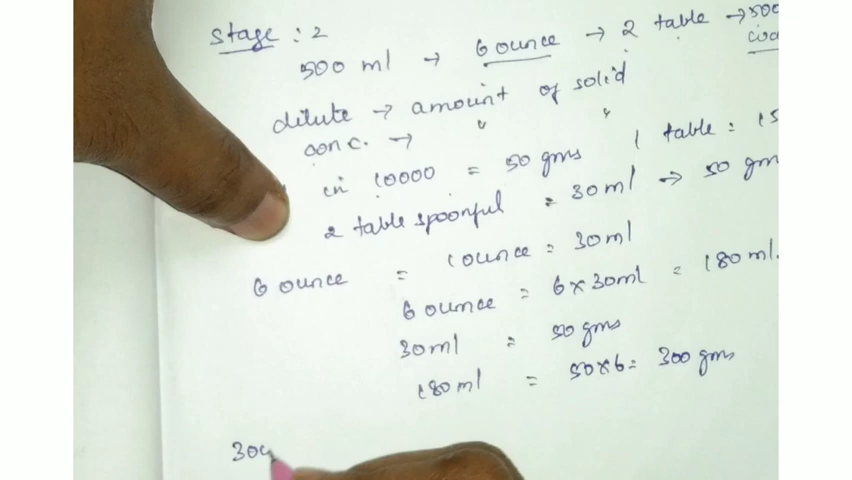 Stage : 2
500 ml → 6 ounce → 2 table → 500
dilute → amount of solid
conc. → " "
in 10000 = 50 gms 1 table = 15
2 table spoonful = 30 ml → 50 gm
6 ounce = 1 ounce = 30 ml
6 ounce = 6 × 30ml = 180 ml.
30 ml = 50 gms
180 ml = 50 × 6 = 300 gms
300